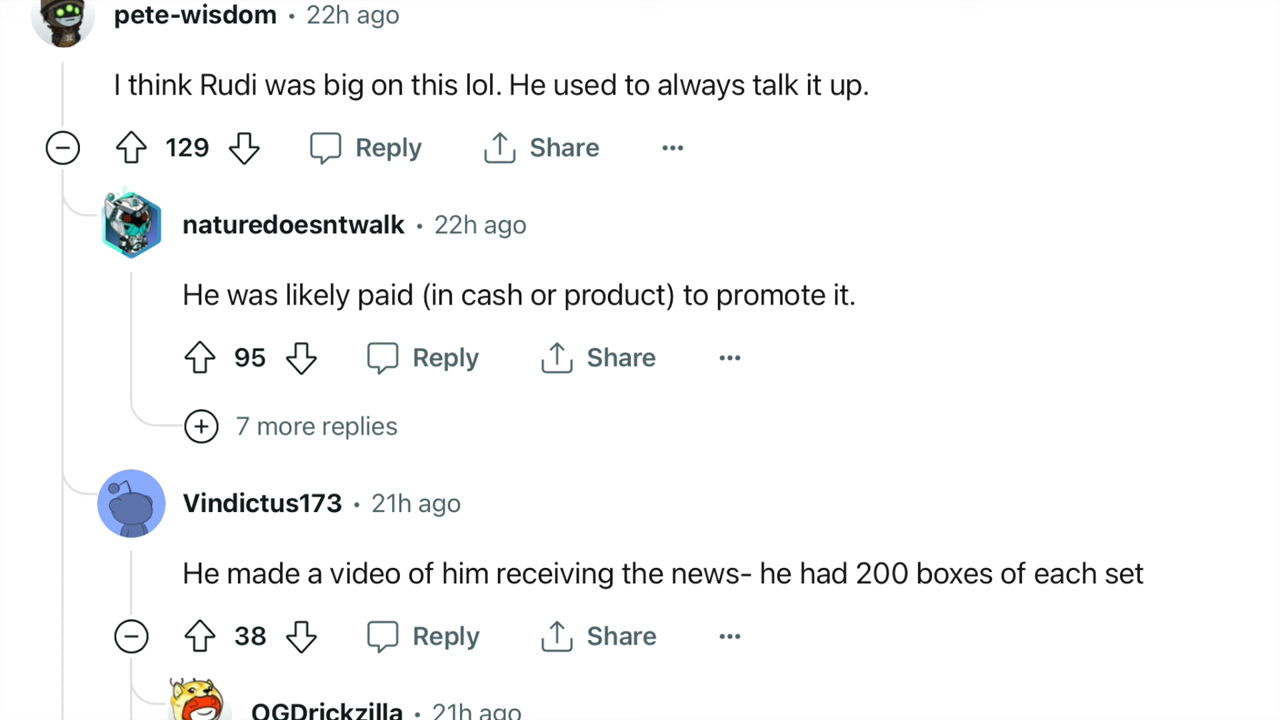 pete-wisdom • 22h ago
I think Rudi was big on this lol. He used to always talk it up.
129 Reply Share ···
naturedoesntwalk • 22h ago
He was likely paid (in cash or product) to promote it.
95 Reply Share ···
7 more replies
Vindictus173 • 21h ago
He made a video of him receiving the news- he had 200 boxes of each set
38 Reply Share ···
OGDrickzilla • 21h ago